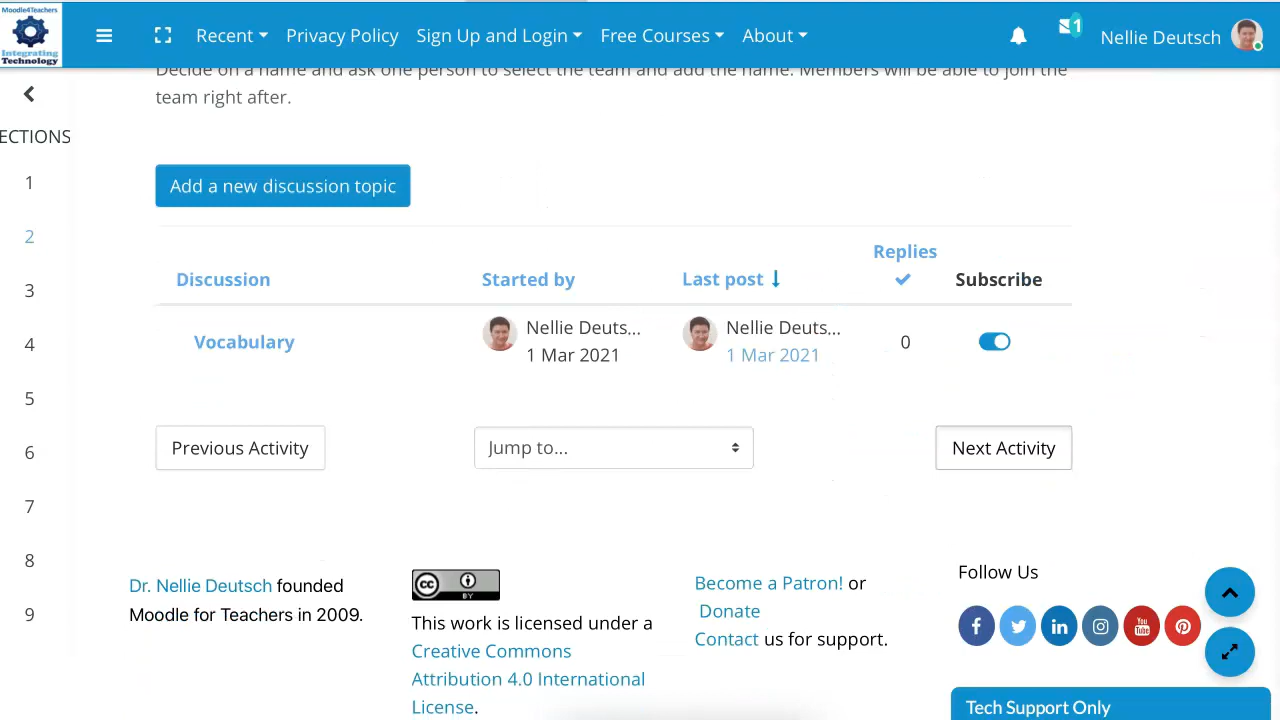 Moodle4Teachers
Integrating
Technology
Recent
Privacy Policy
Sign Up and Login
Free Courses
About
1
Nellie Deutsch
Decide on a name and ask one person to select the team and add the name. Members will be able to join the
team right after.
ECTIONS
1
2
3
4
5
6
7
8
9
Add a new discussion topic
Discussion
Started by
Last post
Replies
Subscribe
Vocabulary
Nellie Deuts...
1 Mar 2021
Nellie Deuts...
1 Mar 2021
0
Previous Activity
Jump to...
Next Activity
Dr. Nellie Deutsch founded
Moodle for Teachers in 2009.
cc
BY
This work is licensed under a
Creative Commons
Attribution 4.0 International
License.
Become a Patron! or
Donate
Contact us for support.
Follow Us
You
Tube
Tech Support Only